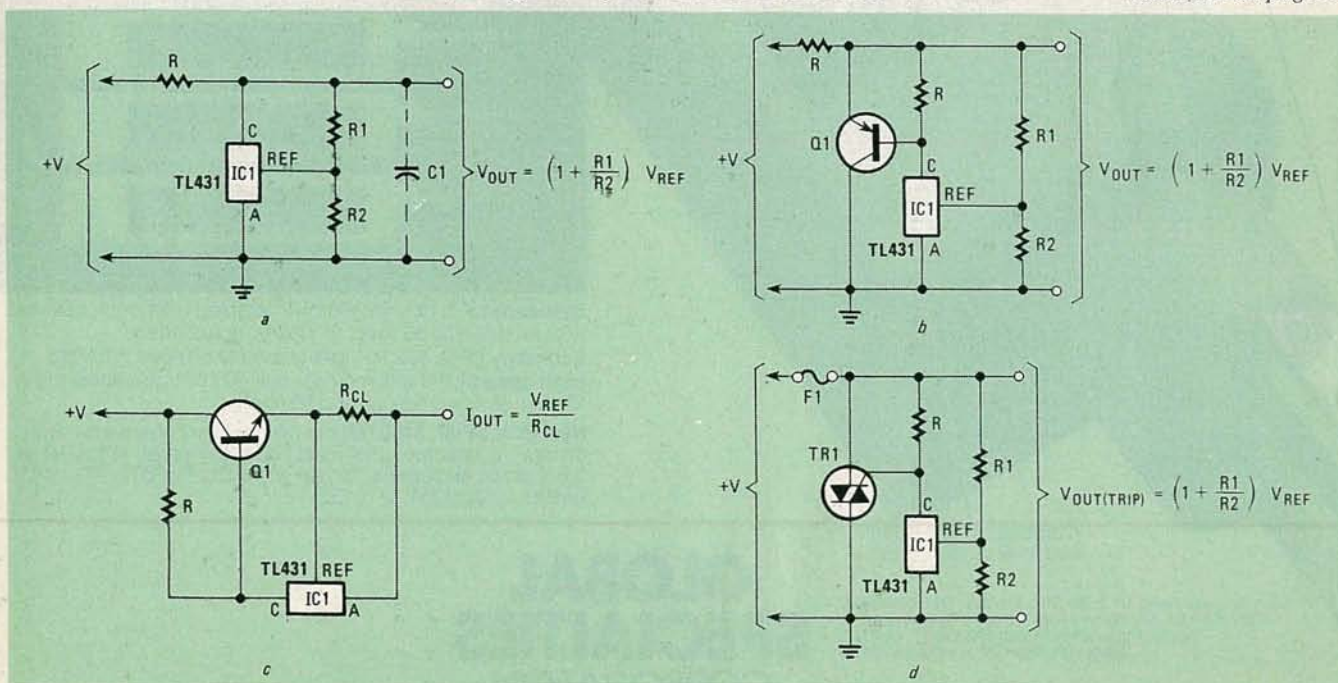 R
C
IC1
REF
TL431
A
R1
R2
C1
+V
V_OUT = (1 + R1/R2) V_REF
a
R
Q1
R
C
IC1
REF
TL431
A
R1
R2
+V
V_OUT = (1 + R1/R2) V_REF
b
+V
Q1
R_CL
I_OUT = V_REF/R_CL
R
TL431
REF
C
IC1
A
c
F1
TR1
R
C
IC1
REF
TL431
A
R1
R2
+V
V_OUT(TRIP) = (1 + R1/R2) V_REF
d